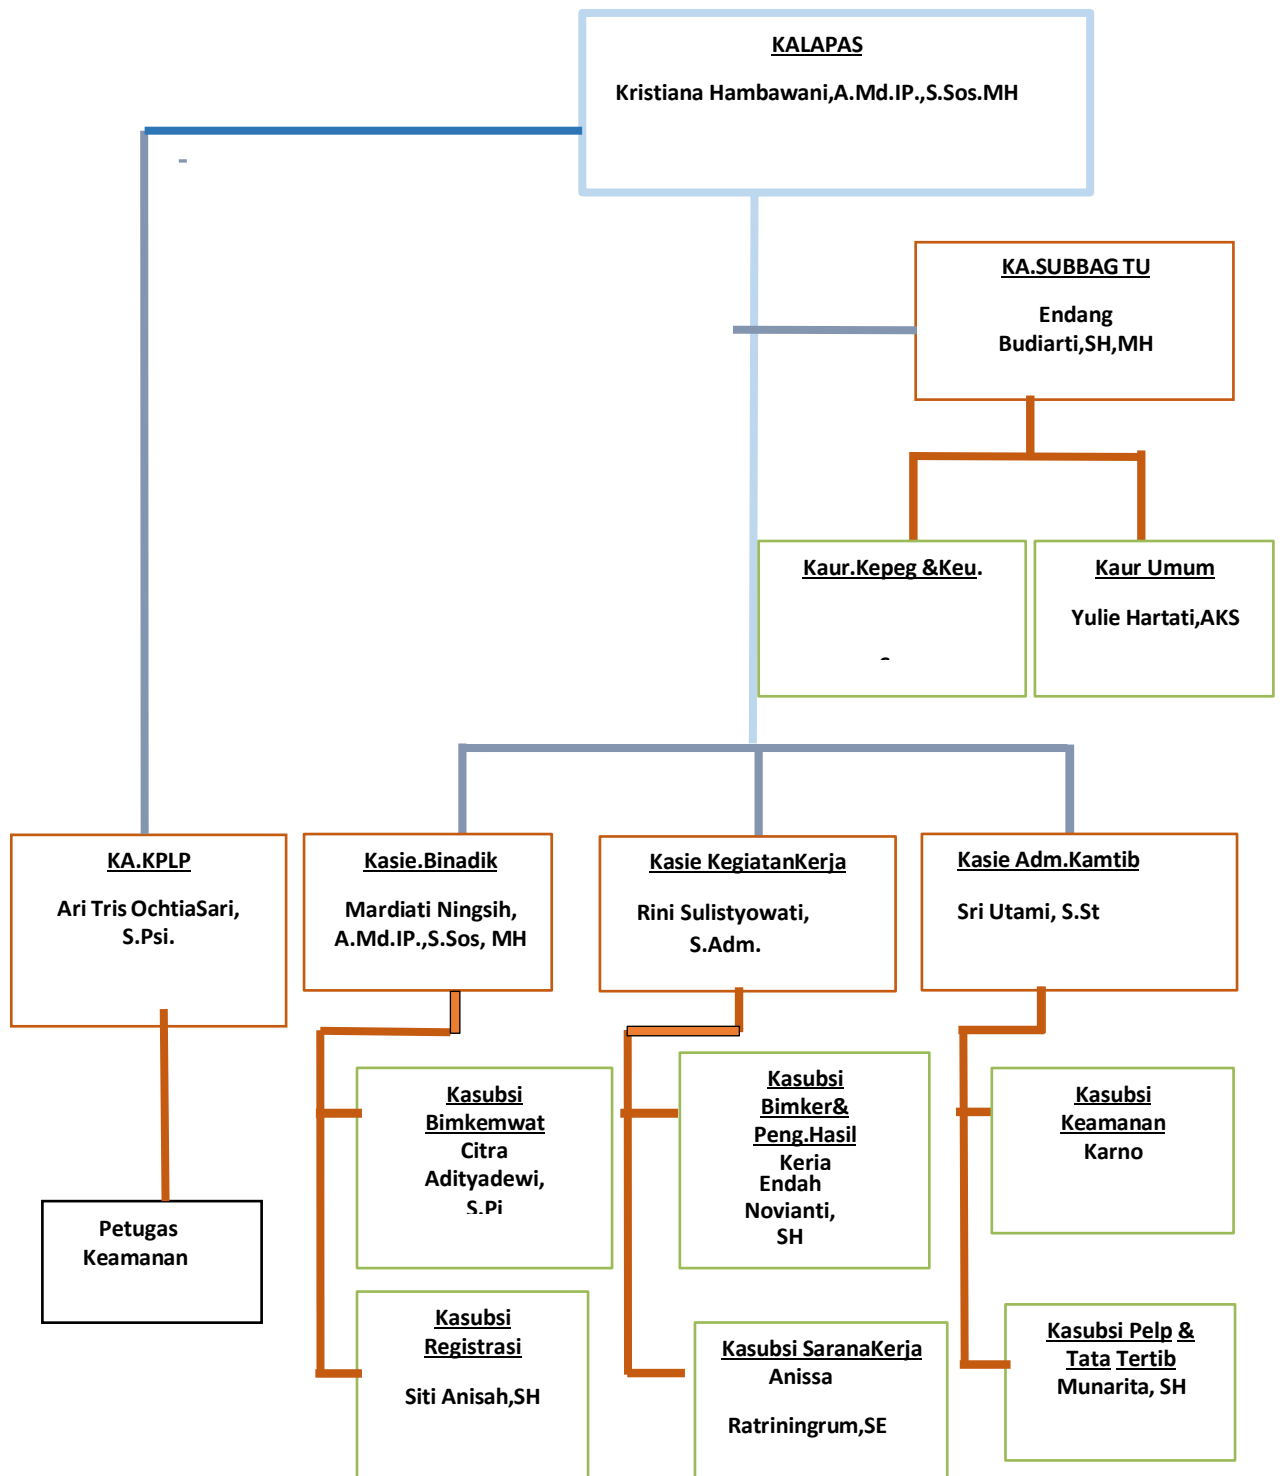 KALAPAS
Kristiana Hambawani,A.Md.IP.,S.Sos.MH
-
KA.SUBBAG TU
Endang
Budiarti,SH,MH
Kaur.Kepeg &Keu.
Kaur Umum
Yulie Hartati,AKS
KA.KPLP
Ari Tris OchtiaSari,
S.Psi.
Kasie.Binadik
Mardiati Ningsih,
A.Md.IP.,S.Sos, MH
Kasie KegiatanKerja
Rini Sulistyowati,
S.Adm.
Kasie Adm.Kamtib
Sri Utami, S.St
Petugas
Keamanan
Kasubsi
Bimkemwat
Citra
Adityadewi,
S.Pi
Kasubsi
Registrasi
Siti Anisah,SH
Kasubsi
Bimker&
Peng.Hasil
Kerja
Endah
Novianti,
SH
Kasubsi SaranaKerja
Anissa
Ratriningrum,SE
Kasubsi
Keamanan
Karno
Kasubsi Pelp &
Tata Tertib
Munarita, SH